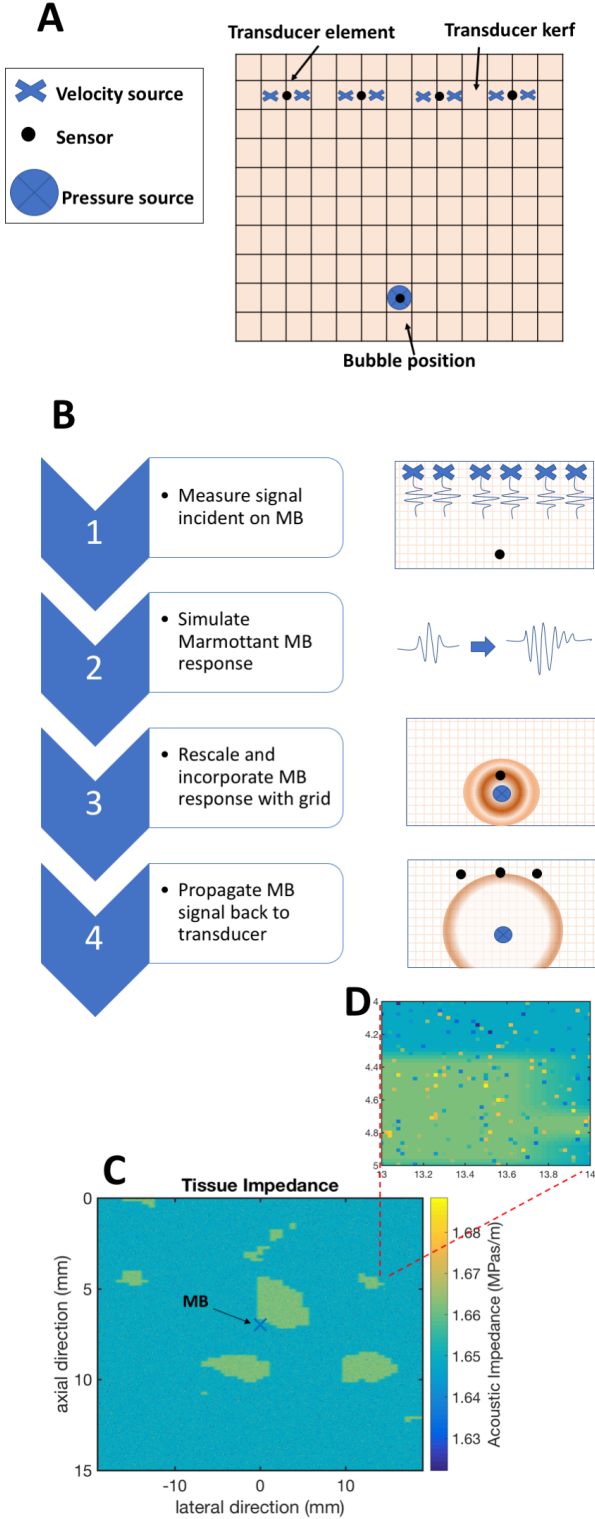 A
Transducer element
Transducer kerf
Velocity source
Sensor
Pressure source
Bubble position
B
1
• Measure signal
incident on MB
2
• Simulate
Marmottant MB
response
3
• Rescale and
incorporate MB
response with grid
4
• Propagate MB
signal back to
transducer
D
4
4.2
4.4
4.6
4.8
5
13
13.2
13.4
13.6
13.8
14
C
Tissue Impedance
0
5
10
15
axial direction (mm)
MB
-10
0
10
lateral direction (mm)
1.68
1.67
1.66
1.65
1.64
1.63
Acoustic Impedance (MPas/m)